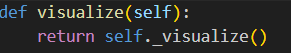 def visualize(self):
    return self._visualize()